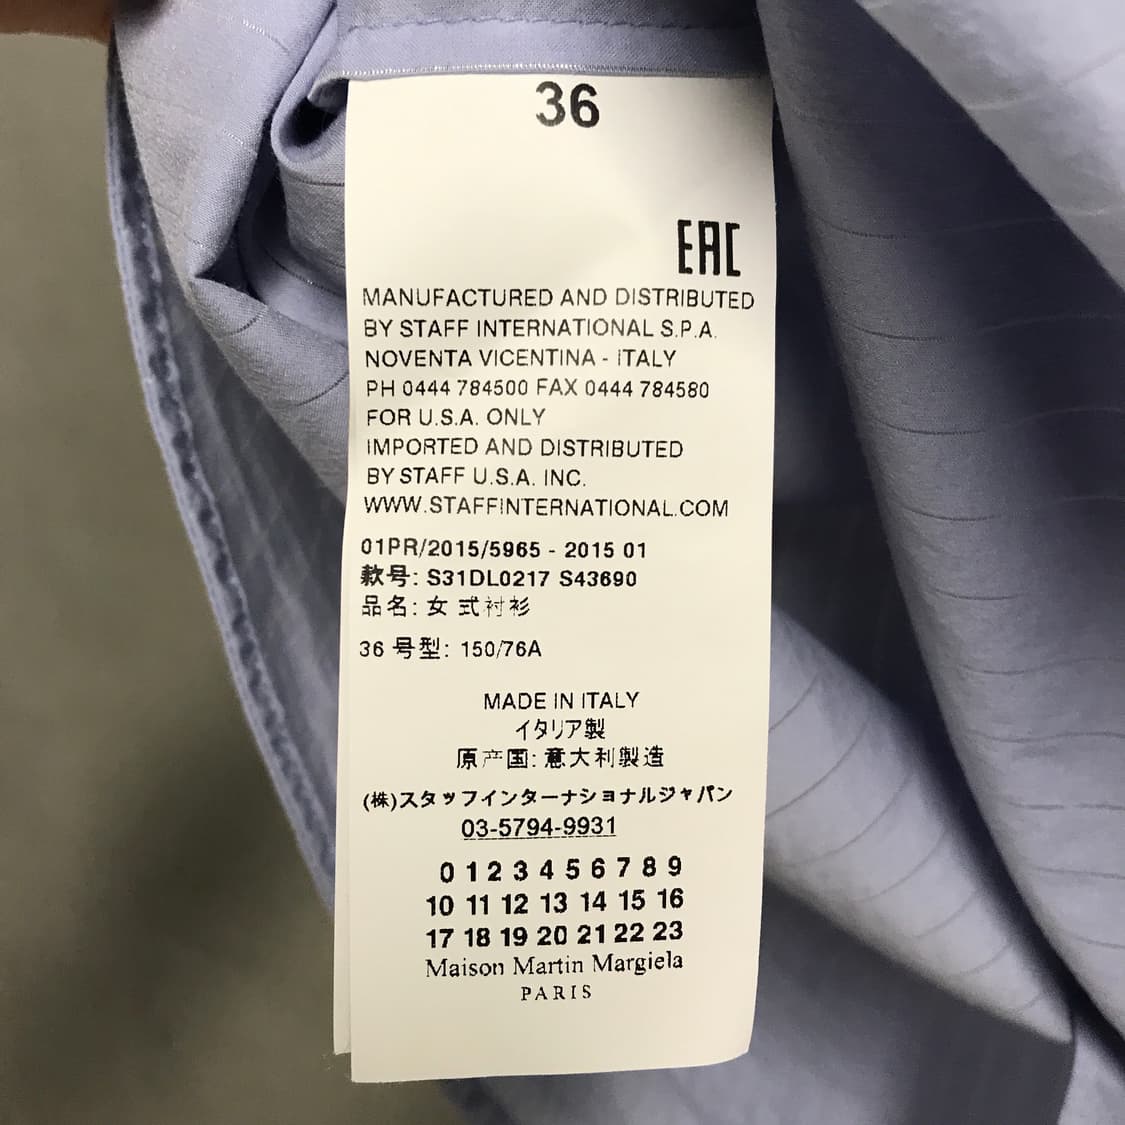 36
EAC
MANUFACTURED AND DISTRIBUTED
BY STAFF INTERNATIONAL S.P.A.
NOVENTA VICENTINA - ITALY
PH 0444 784500 FAX 0444 784580
FOR U.S.A. ONLY
IMPORTED AND DISTRIBUTED
BY STAFF U.S.A. INC.
WWW.STAFFINTERNATIONAL.COM
01PR/2015/5965 - 2015 01
款号: S31DL0217 S43690
品名: 女 式衬衫
36 号型: 150/76A
MADE IN ITALY
イタリア製
原产国: 意大利製造
(株)スタッフインターナショナルジャパン
03-5794-9931
0 1 2 3 4 5 6 7 8 9
10 11 12 13 14 15 16
17 18 19 20 21 22 23
Maison Martin Margiela
PARIS